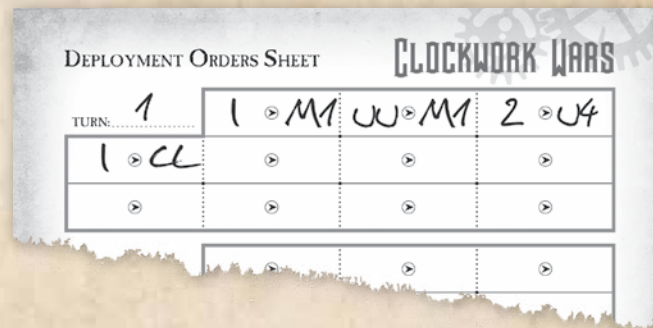 DEPLOYMENT ORDERS SHEET
CLOCKWORK WARS
TURN: 1
1 M1 UU M1 2 U4
1 CL